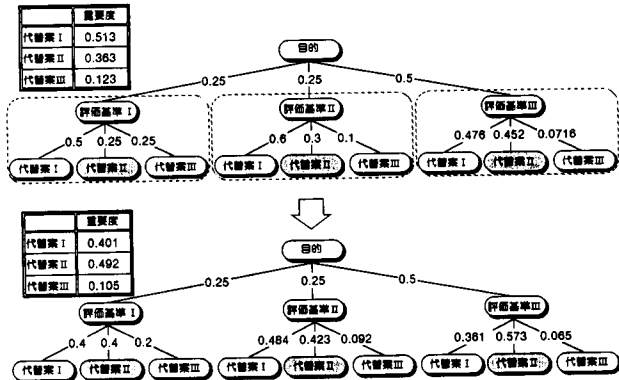 重要度
代替案Ⅰ 0.513
代替案Ⅱ 0.363
代替案Ⅲ 0.123
目的
0.25 0.25 0.5
評価基準Ⅰ 評価基準Ⅱ 評価基準Ⅲ
0.5 0.25 0.25 0.6 0.3 0.1 0.476 0.452 0.0716
代替案Ⅰ 代替案Ⅱ 代替案Ⅲ 代替案Ⅰ 代替案Ⅱ 代替案Ⅲ 代替案Ⅰ 代替案Ⅱ 代替案Ⅲ
重要度
代替案Ⅰ 0.401
代替案Ⅱ 0.492
代替案Ⅲ 0.105
目的
0.25 0.25 0.5
評価基準Ⅰ 評価基準Ⅱ 評価基準Ⅲ
0.4 0.4 0.2 0.484 0.423 0.092 0.361 0.573 0.065
代替案Ⅰ 代替案Ⅱ 代替案Ⅲ 代替案Ⅰ 代替案Ⅱ 代替案Ⅲ 代替案Ⅰ 代替案Ⅱ 代替案Ⅲ